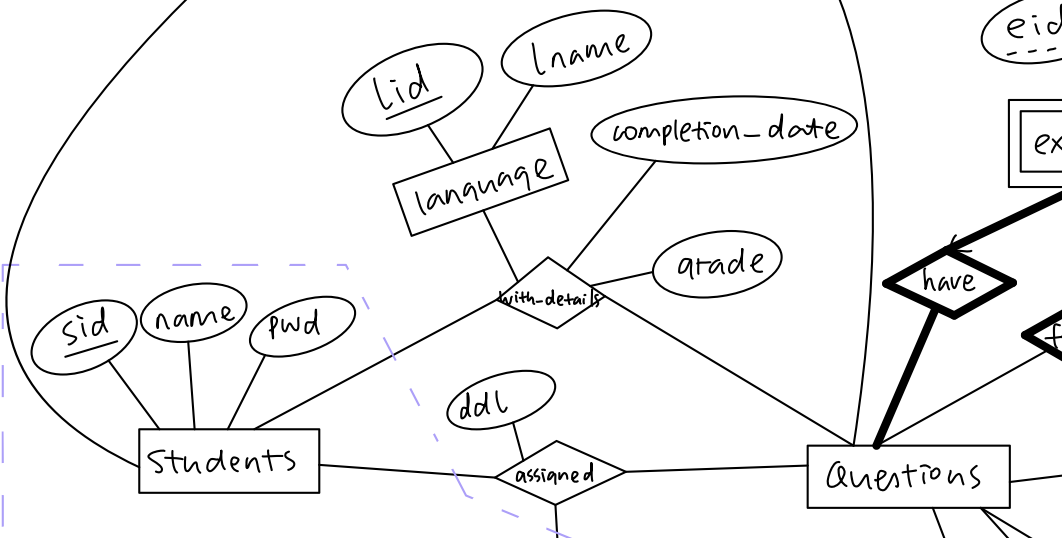 eid
lname
lid
completion_date
ex
language
grade
have
with_details
sid
name
pwd
f
ddl
Students
assigned
Questions